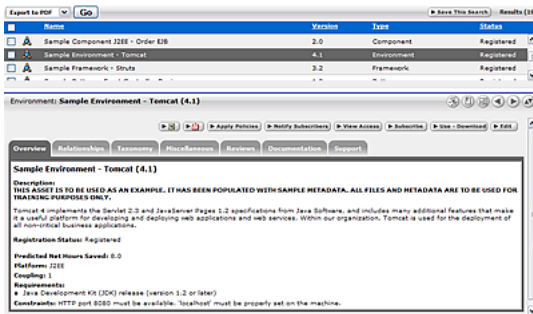 Export to PDF Go Save This Search Results
Name Version Type Status
Sample Component J2EE - Order EJB 2.0 Component Registered
Sample Environment - Tomcat 4.1 Environment Registered
Sample Framework - Struts 3.2 Framework Registered
Environment: Sample Environment - Tomcat (4.1)
Apply Policies Notify Subscribers View Access Subscribe Use - Download Edit
Overview Relationships Taxonomy Miscellaneous Reviews Documentation Support
Sample Environment - Tomcat (4.1)
Description:
THIS ASSET IS TO BE USED AS AN EXAMPLE. IT HAS BEEN POPULATED WITH SAMPLE METADATA. ALL FILES AND METADATA ARE TO BE USED FOR
TRAINING PURPOSES ONLY.
Tomcat 4 implements the Servlet 2.3 and JavaServer Pages 1.2 specifications from Java Software, and includes many additional features that make
it a useful platform for developing and deploying web applications and web services. Within our organization, Tomcat is used for the deployment of
all non-critical business applications.
Registration Status: Registered
Predicted Net Hours Saved: 8.0
Platform: J2EE
Coupling: 1
Requirements:
Java Development Kit (JDK) release (version 1.2 or later)
Constraints: HTTP port 8080 must be available. 'localhost' must be properly set on the machine.